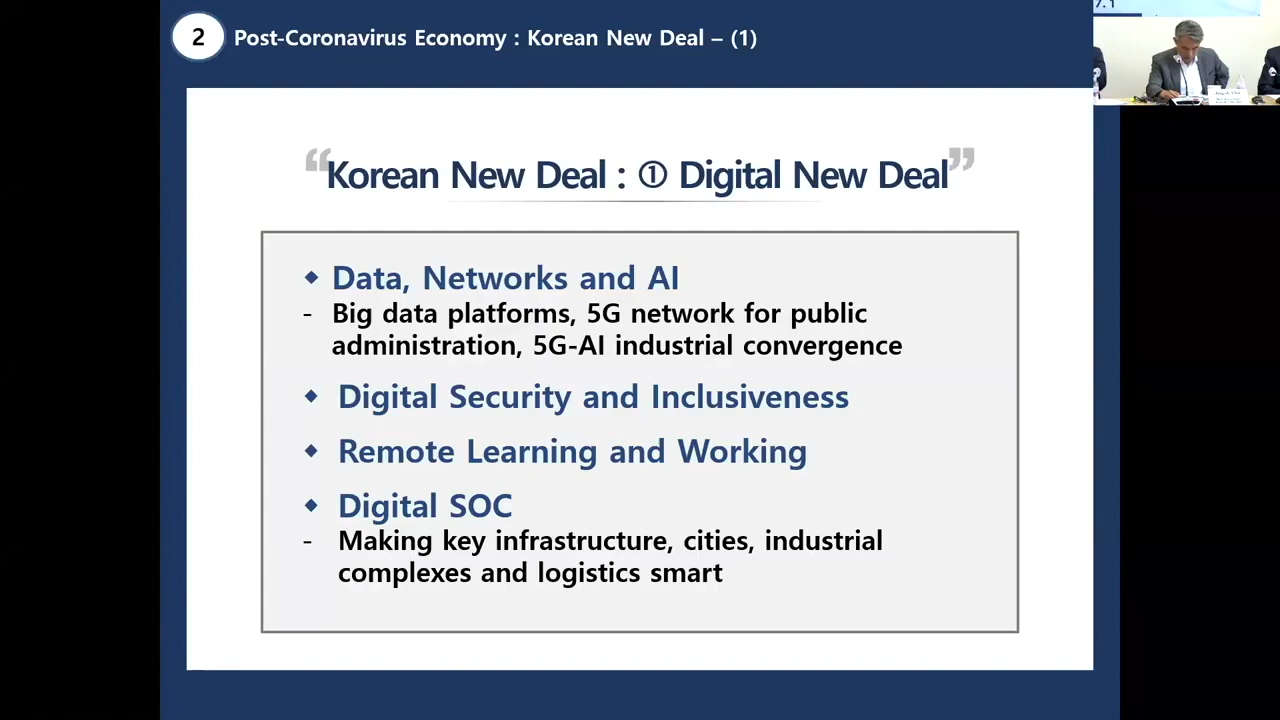 2 Post-Coronavirus Economy : Korean New Deal – (1)
7. 1
“Korean New Deal : ① Digital New Deal”
◆ Data, Networks and AI
- Big data platforms, 5G network for public
administration, 5G-AI industrial convergence
◆ Digital Security and Inclusiveness
◆ Remote Learning and Working
◆ Digital SOC
- Making key infrastructure, cities, industrial
complexes and logistics smart